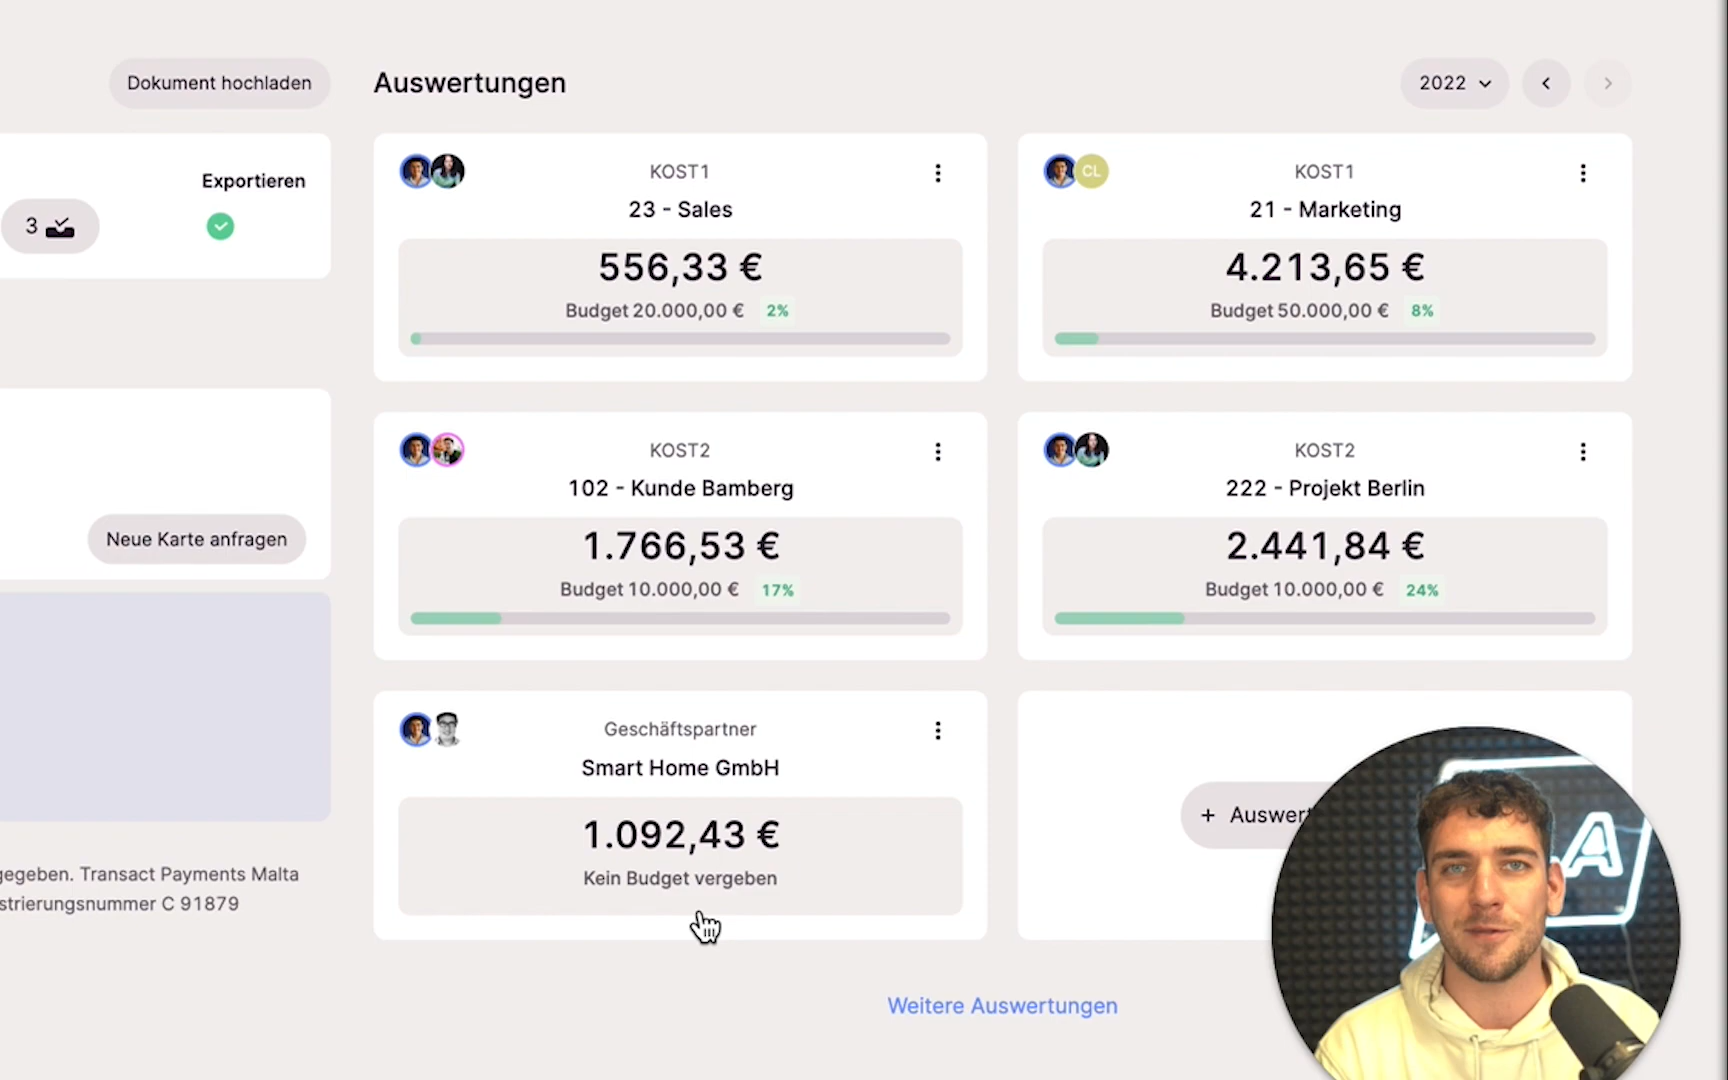 Dokument hochladen
Auswertungen
2022
Exportieren
3
KOST1
23 - Sales
556,33 €
Budget 20.000,00 € 2%
CL
KOST1
21 - Marketing
4.213,65 €
Budget 50.000,00 € 8%
KOST2
102 - Kunde Bamberg
1.766,53 €
Budget 10.000,00 € 17%
KOST2
222 - Projekt Berlin
2.441,84 €
Budget 10.000,00 € 24%
Neue Karte anfragen
Geschäftspartner
Smart Home GmbH
1.092,43 €
Kein Budget vergeben
+ Auswert
gegeben. Transact Payments Malta
strierungsnummer C 91879
Weitere Auswertungen